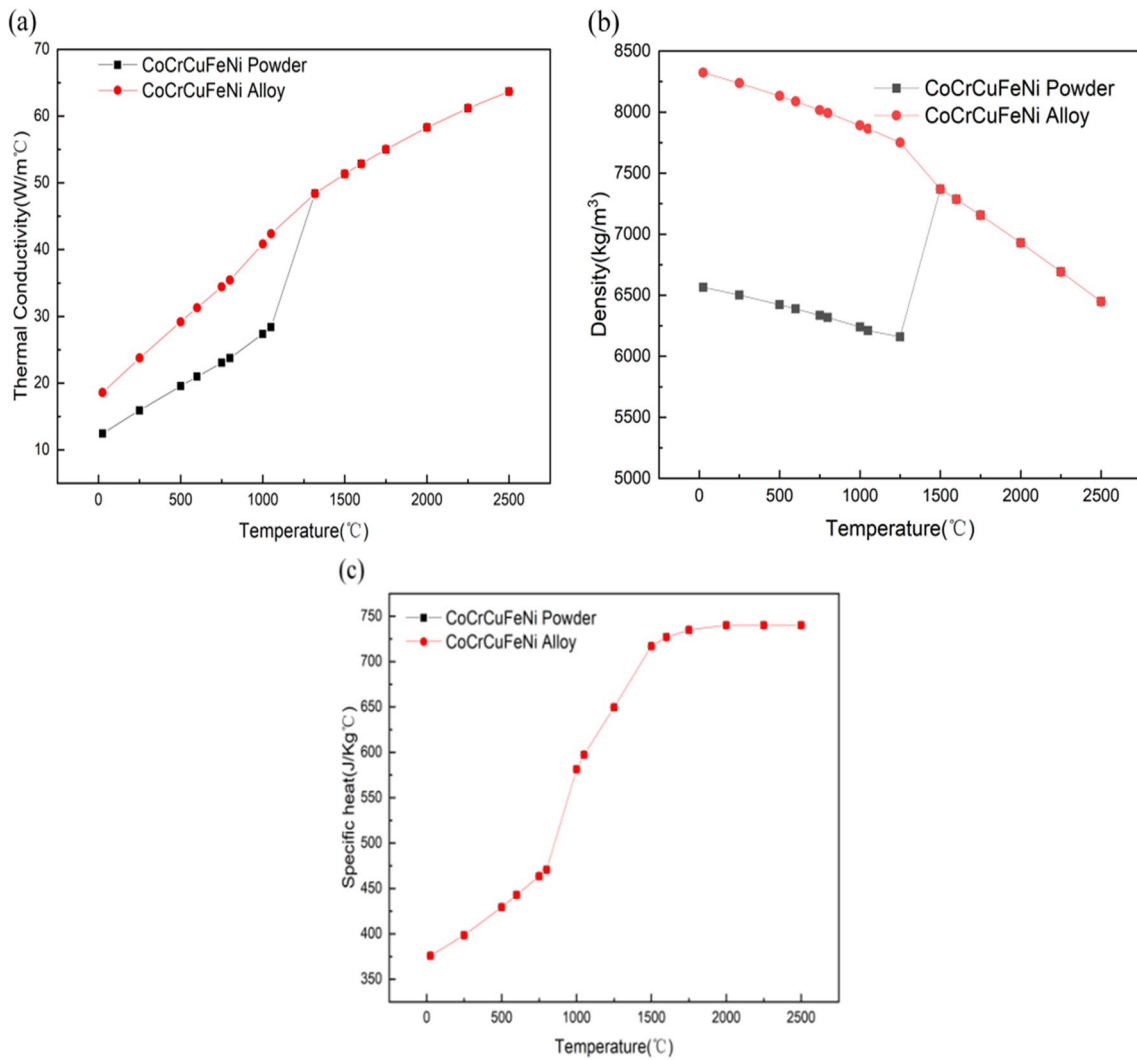 (a)
70
60
50
40
30
20
10
CoCrCuFeNi Powder
CoCrCuFeNi Alloy
Thermal Conductivity(W/m℃)
0 500 1000 1500 2000 2500
Temperature(℃)
(b)
8500
8000
7500
7000
6500
6000
5500
5000
CoCrCuFeNi Powder
CoCrCuFeNi Alloy
Density(kg/m³)
0 500 1000 1500 2000 2500
Temperature(℃)
(c)
750
700
650
600
550
500
450
400
350
CoCrCuFeNi Powder
CoCrCuFeNi Alloy
Specific heat(J/Kg℃)
0 500 1000 1500 2000 2500
Temperature(℃)